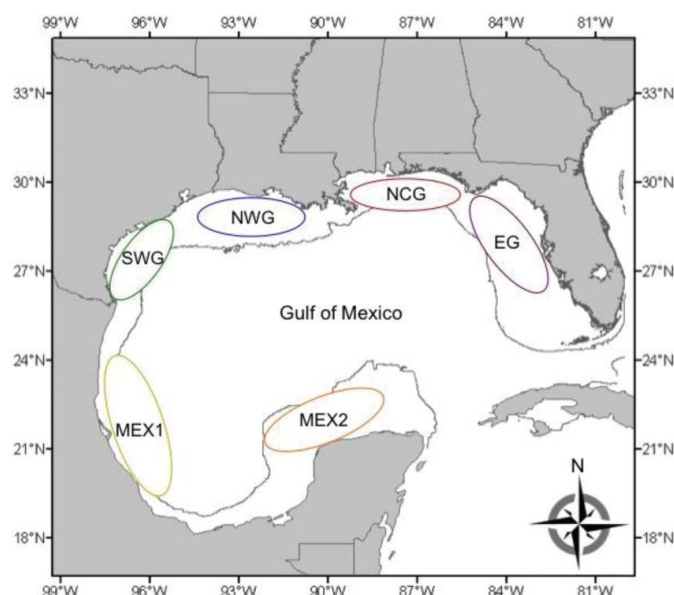 99°W 96°W 93°W 90°W 87°W 84°W 81°W
33°N 33°N
30°N 30°N
NCG
NWG
EG
SWG
27°N 27°N
Gulf of Mexico
24°N 24°N
MEX1
MEX2
21°N 21°N
N
18°N 18°N
99°W 96°W 93°W 90°W 87°W 84°W 81°W